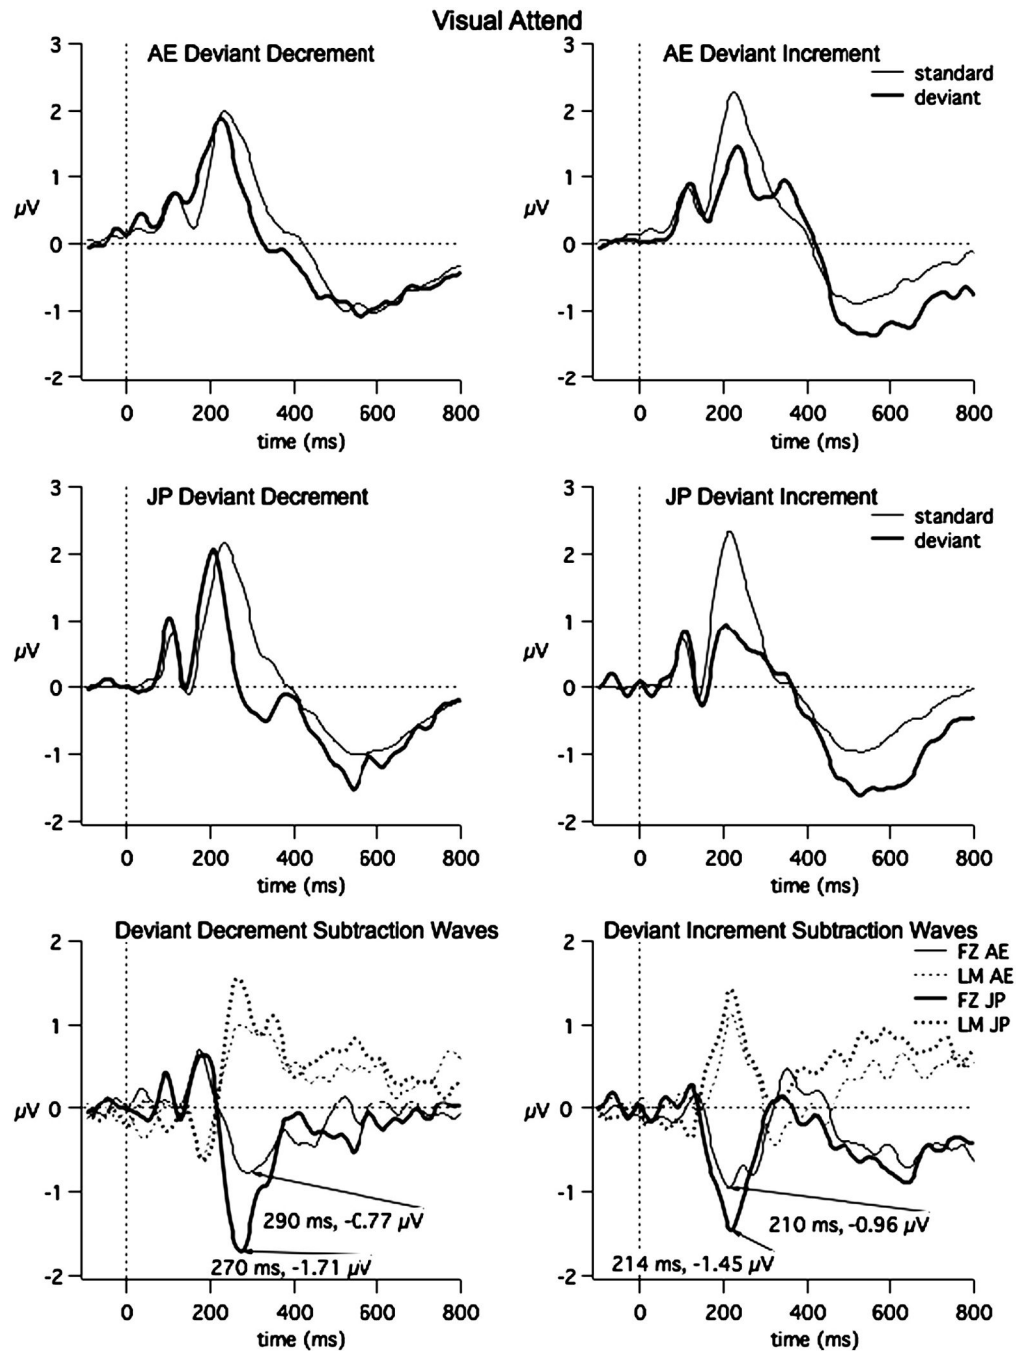 Visual Attend
AE Deviant Decrement
3
2
1
µV
0
-1
-2
0 200 400 600 800
time (ms)
AE Deviant Increment
standard
deviant
3
2
1
µV
0
-1
-2
0 200 400 600 800
time (ms)
JP Deviant Decrement
3
2
1
µV
0
-1
-2
0 200 400 600 800
time (ms)
JP Deviant Increment
standard
deviant
3
2
1
µV
0
-1
-2
0 200 400 600 800
time (ms)
Deviant Decrement Subtraction Waves
2
1
µV
0
-1
-2
290 ms, -0.77 µV
270 ms, -1.71 µV
0 200 400 600 800
time (ms)
Deviant Increment Subtraction Waves
FZ AE
LM AE
FZ JP
LM JP
2
1
µV
0
-1
-2
210 ms, -0.96 µV
214 ms, -1.45 µV
0 200 400 600 800
time (ms)